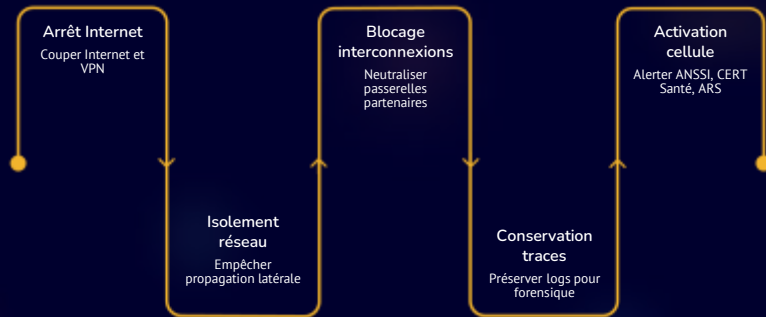 Arrêt Internet
Couper Internet et
VPN
Isolement
réseau
Empêcher
propagation latérale
Blocage
interconnexions
Neutraliser
passerelles
partenaires
Conservation
traces
Préserver logs pour
forensique
Activation
cellule
Alerter ANSSI, CERT
Santé, ARS